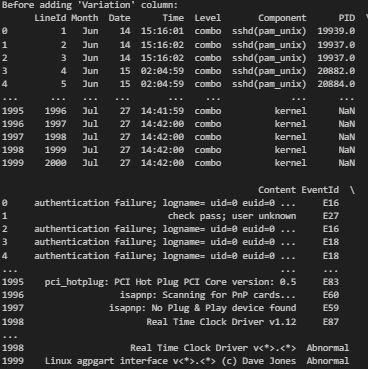 Before adding 'Variation' column:
LineId Month Date Time Level Component PID \
0 1 Jun 14 15:16:01 combo sshd(pam_unix) 19939.0
1 2 Jun 14 15:16:02 combo sshd(pam_unix) 19937.0
2 3 Jun 14 15:16:02 combo sshd(pam_unix) 19937.0
3 4 Jun 15 02:04:59 combo sshd(pam_unix) 20882.0
4 5 Jun 15 02:04:59 combo sshd(pam_unix) 20884.0
... ... ... ... ... ... ... ...
1995 1996 Jul 27 14:41:59 combo kernel NaN
1996 1997 Jul 27 14:42:00 combo kernel NaN
1997 1998 Jul 27 14:42:00 combo kernel NaN
1998 1999 Jul 27 14:42:00 combo kernel NaN
1999 2000 Jul 27 14:42:00 combo kernel NaN
Content EventId \
0 authentication failure; logname= uid=0 euid=0 ... E16
1 check pass; user unknown E27
2 authentication failure; logname= uid=0 euid=0 ... E16
3 authentication failure; logname= uid=0 euid=0 ... E18
4 authentication failure; logname= uid=0 euid=0 ... E18
... ... ...
1995 pci_hotplug: PCI Hot Plug PCI Core version: 0.5 E83
1996 isapnp: Scanning for PnP cards... E60
1997 isapnp: No Plug & Play device found E59
1998 Real Time Clock Driver v1.12 E87
...
1998 Real Time Clock Driver v<*>.<*> Abnormal
1999 Linux agpgart interface v<*>.<*> (c) Dave Jones Abnormal